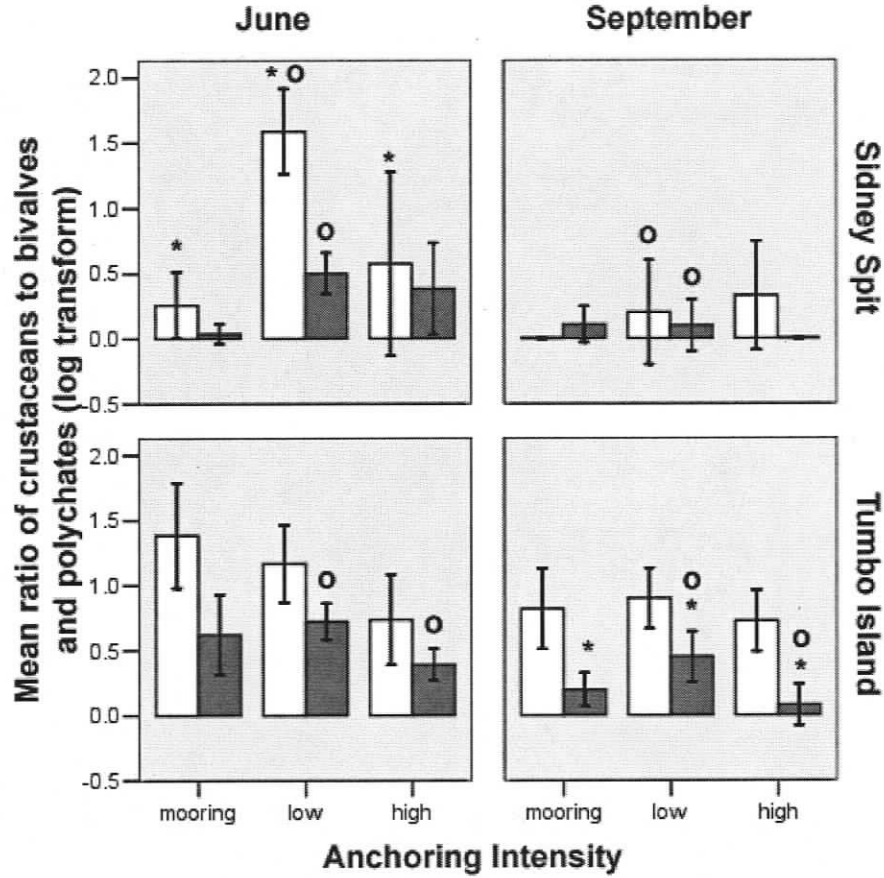 June September
Mean ratio of crustaceans to bivalves
and polychates (log transform)
* O
2.0
1.5
1.0
0.5
0.0
-0.5
*
O
*
O
O
Sidney Spit
2.0
1.5
1.0
0.5
0.0
-0.5
O
O
*
O
*
O
*
Tumbo Island
mooring low high mooring low high
Anchoring Intensity